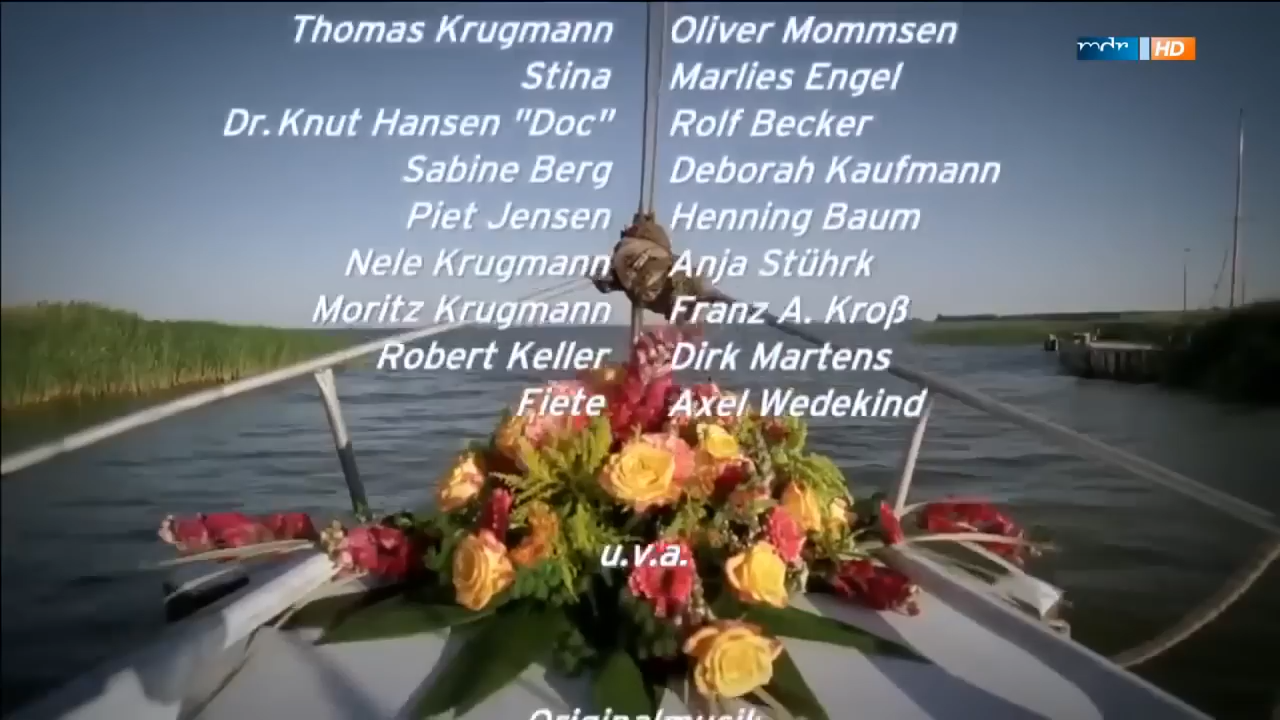 mdr HD
Thomas Krugmann Oliver Mommsen
Stina Marlies Engel
Dr. Knut Hansen "Doc" Rolf Becker
Sabine Berg Deborah Kaufmann
Piet Jensen Henning Baum
Nele Krugmann Anja Stührk
Moritz Krugmann Franz A. Kroß
Robert Keller Dirk Martens
Fiete Axel Wedekind
u.v.a.
Originalmusik